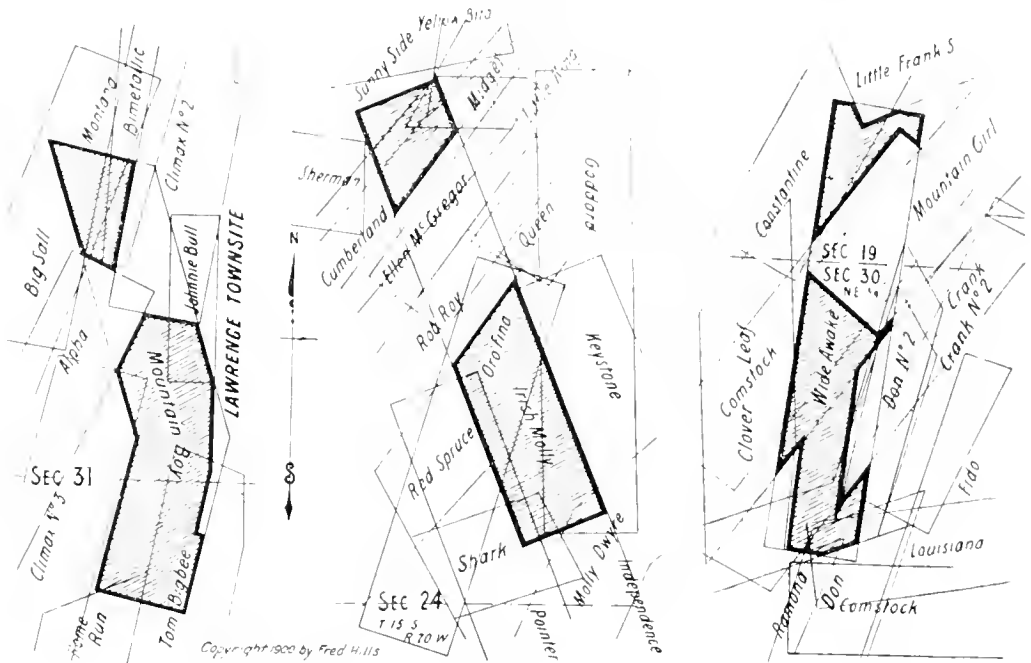 Montana
Bimetallic
Climax No 2
Big Sall
Alpha
Johnnie Bull
LAWRENCE TOWNSITE
Mountain Boy
SEC 31
Climax No 3
Home Run
Tom Bigbee
Copyright 1900 by Fred Hills
Sunny Side
Midget
Sherman
Cumberland
Ellen McGregor
Queen
Goddard
N
S
Rob Roy
Oro Fino
Irish Molly
Keystone
Red Spruce
Shark
SEC 24
T 15 S
R 70 W
Pointer
Molly Dwyre
Independence
Little Frank S
Constantine
Mountain Girl
SEC 19
SEC 30
Crank
Crank No 2
Clover Leaf
Comstock
Wide Awake
Don No 2
Fido
Louisiana
Ramona
Don
Comstock